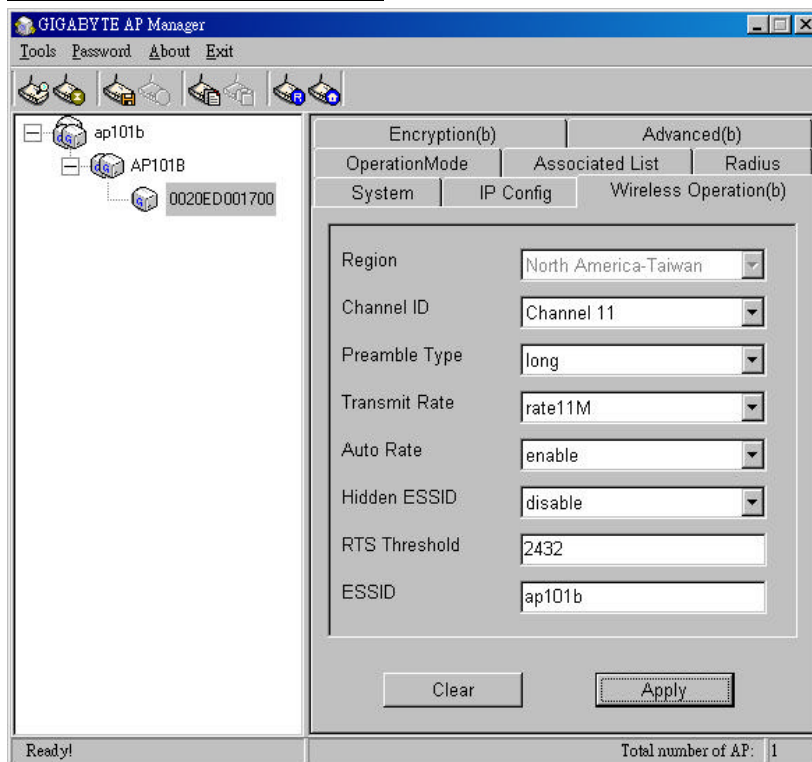 GIGABYTE AP Manager
Tools Password About Exit
ap101b
AP101B
0020ED001700
Encryption(b) Advanced(b)
OperationMode Associated List Radius
System IP Config Wireless Operation(b)
Region North America-Taiwan
Channel ID Channel 11
Preamble Type long
Transmit Rate rate11M
Auto Rate enable
Hidden ESSID disable
RTS Threshold 2432
ESSID ap101b
Clear Apply
Ready! Total number of AP: 1